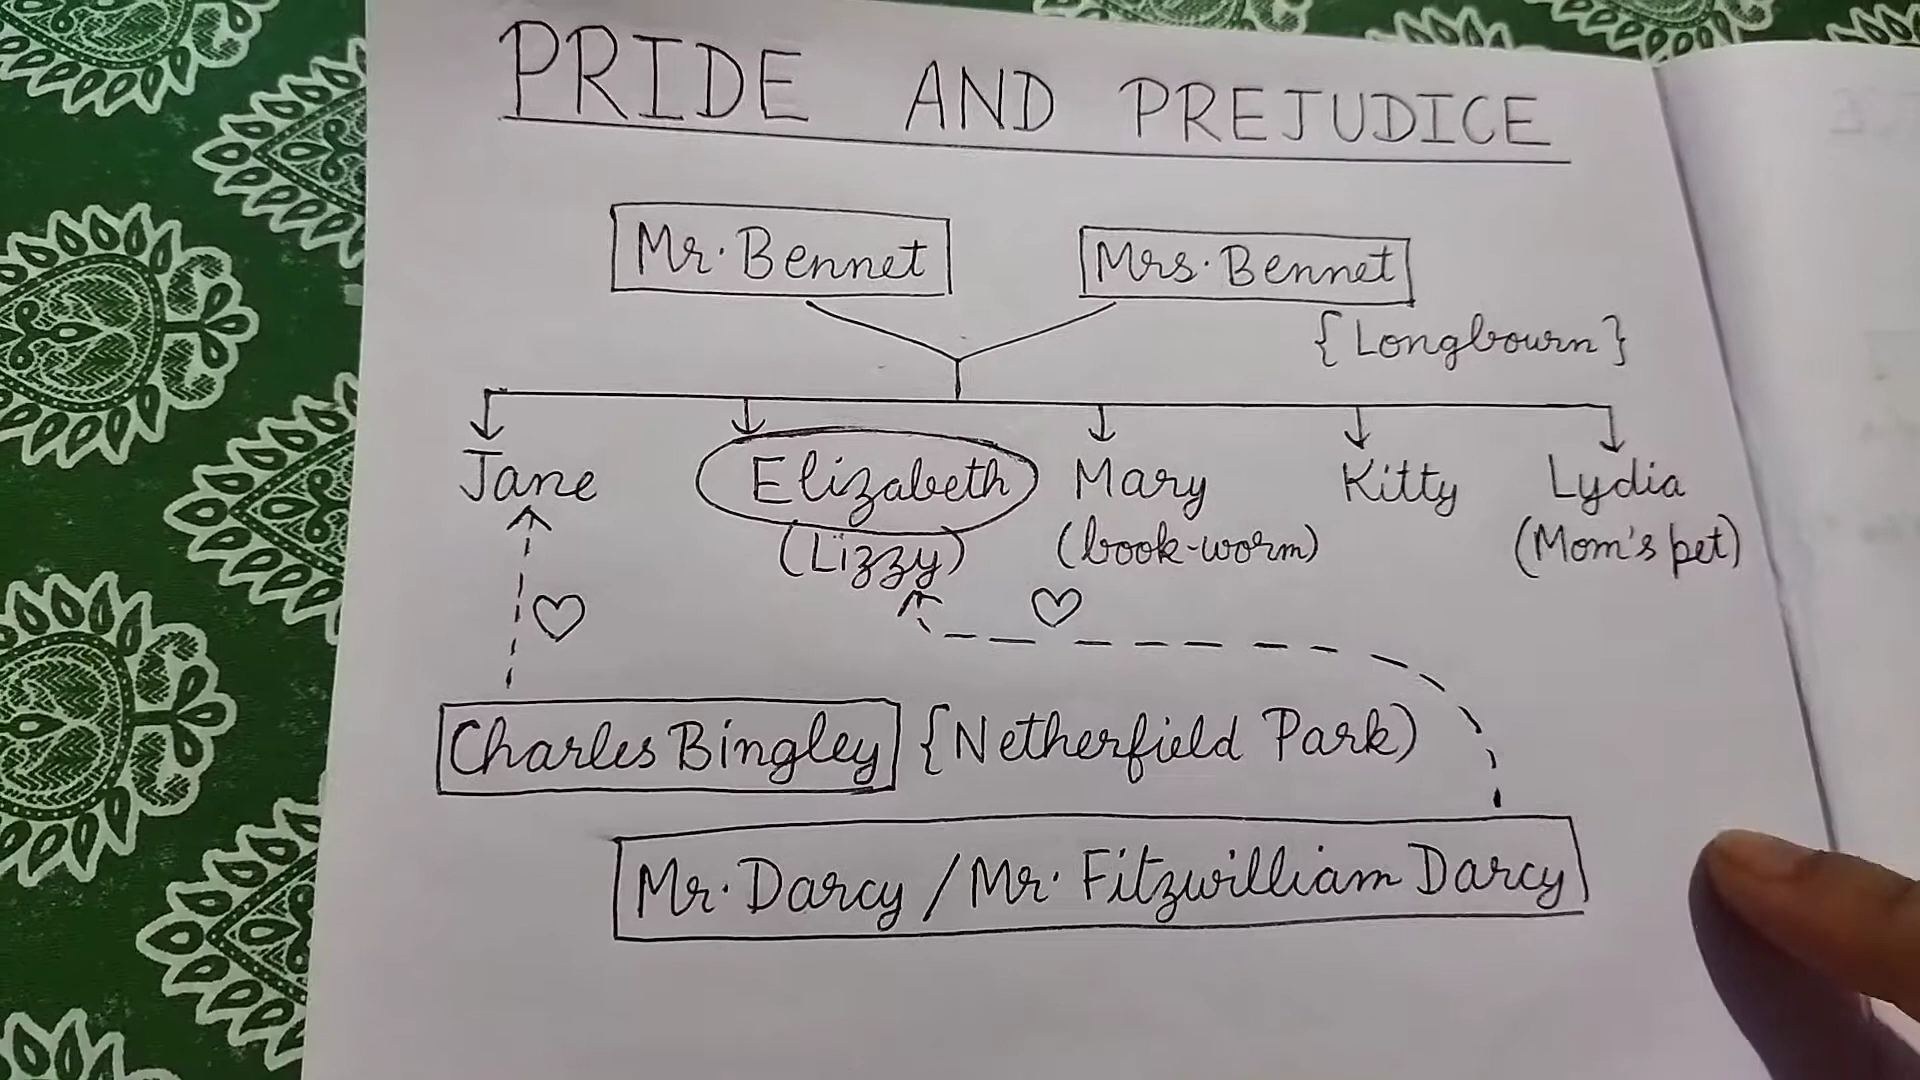 PRIDE AND PREJUDICE
Mr. Bennet Mrs. Bennet
{Longbourn}
Jane Elizabeth Mary Kitty Lydia
(Lizzy) (book-worm) (Mom's pet)
Charles Bingley {Netherfield Park)
Mr. Darcy / Mr. Fitzwilliam Darcy